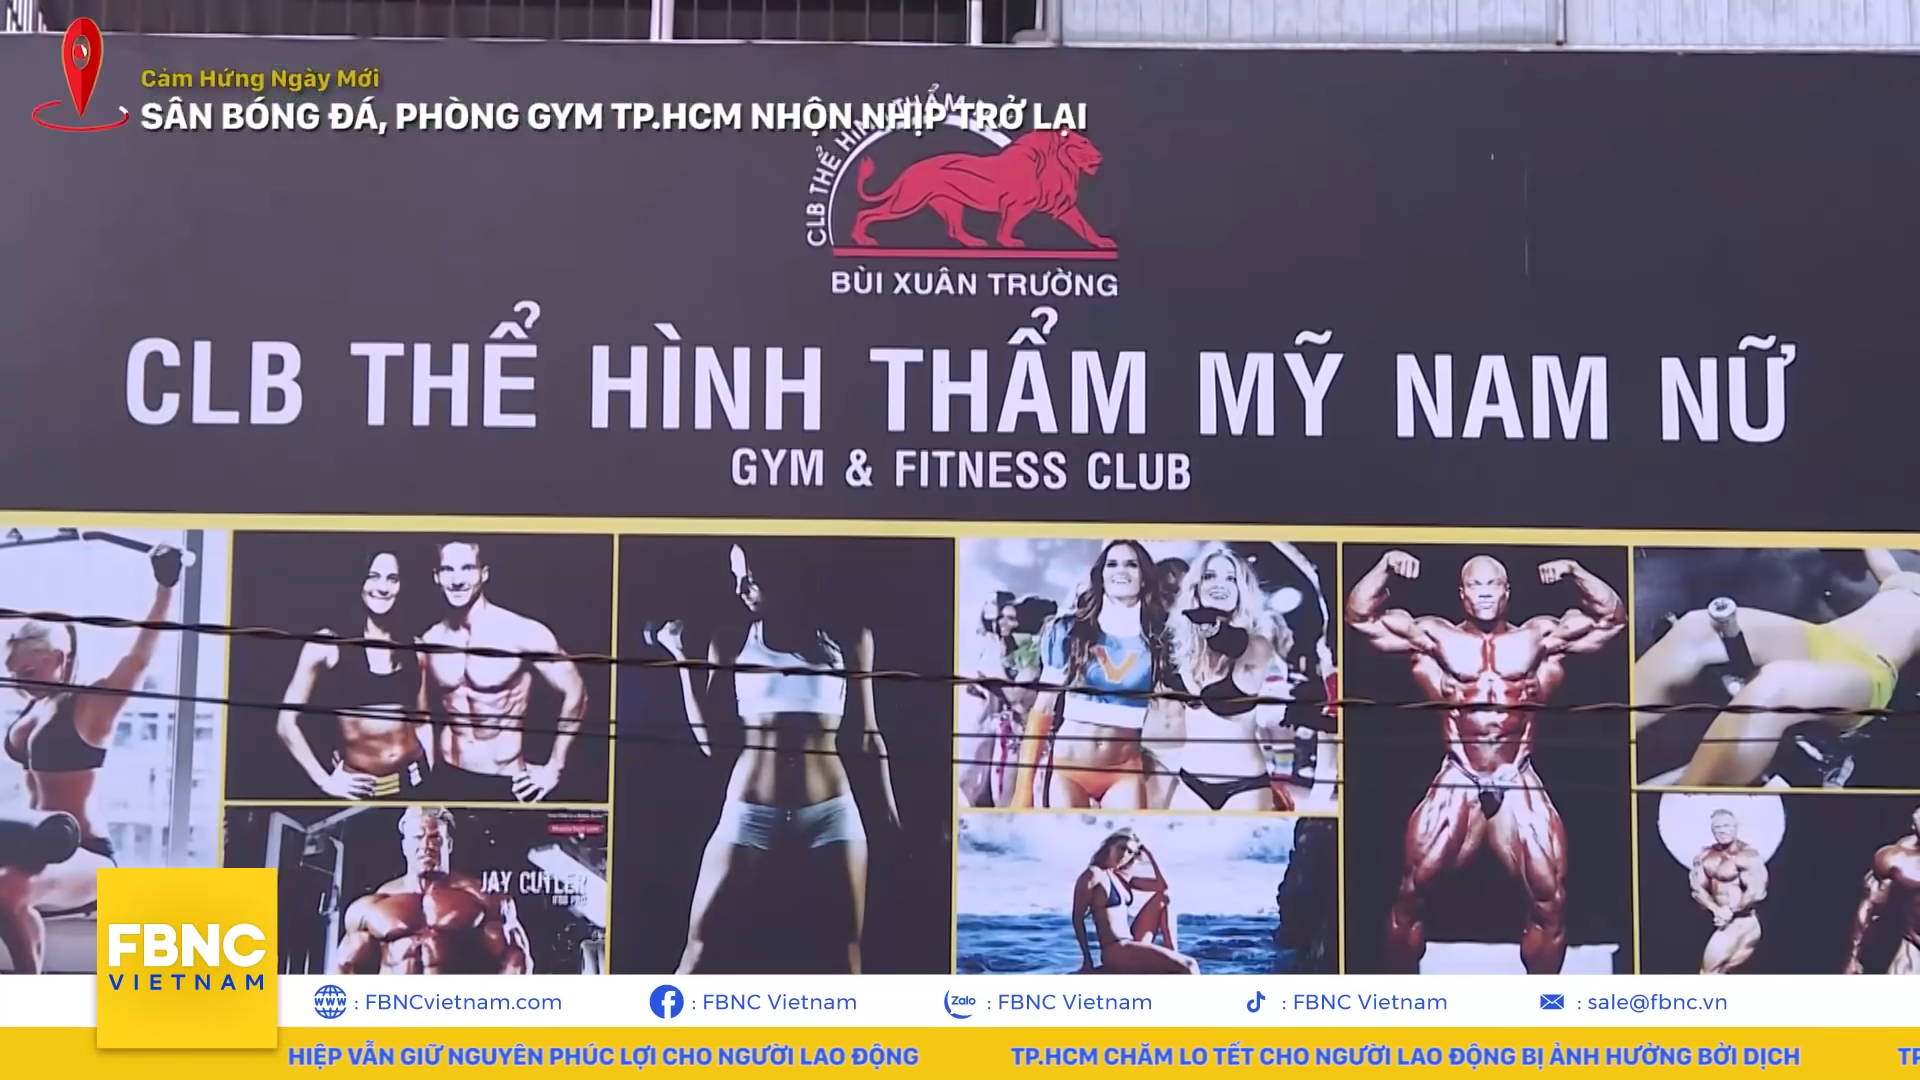 Cảm Hứng Ngày Mới
SÂN BÓNG ĐÁ, PHÒNG GYM TP.HCM NHỘN NHỊP TRỞ LẠI
CLB THỂ HÌNH THẨM
BÙI XUÂN TRƯỜNG
CLB THỂ HÌNH THẨM MỸ NAM NỮ
GYM & FITNESS CLUB
JAY CUTLER
FBNC
VIETNAM
www : FBNCvietnam.com
: FBNC Vietnam
Zalo : FBNC Vietnam
: FBNC Vietnam
: sale@fbnc.vn
HIỆP VẪN GIỮ NGUYÊN PHÚC LỢI CHO NGƯỜI LAO ĐỘNG
TP.HCM CHĂM LO TẾT CHO NGƯỜI LAO ĐỘNG BỊ ẢNH HƯỞNG BỞI DỊCH